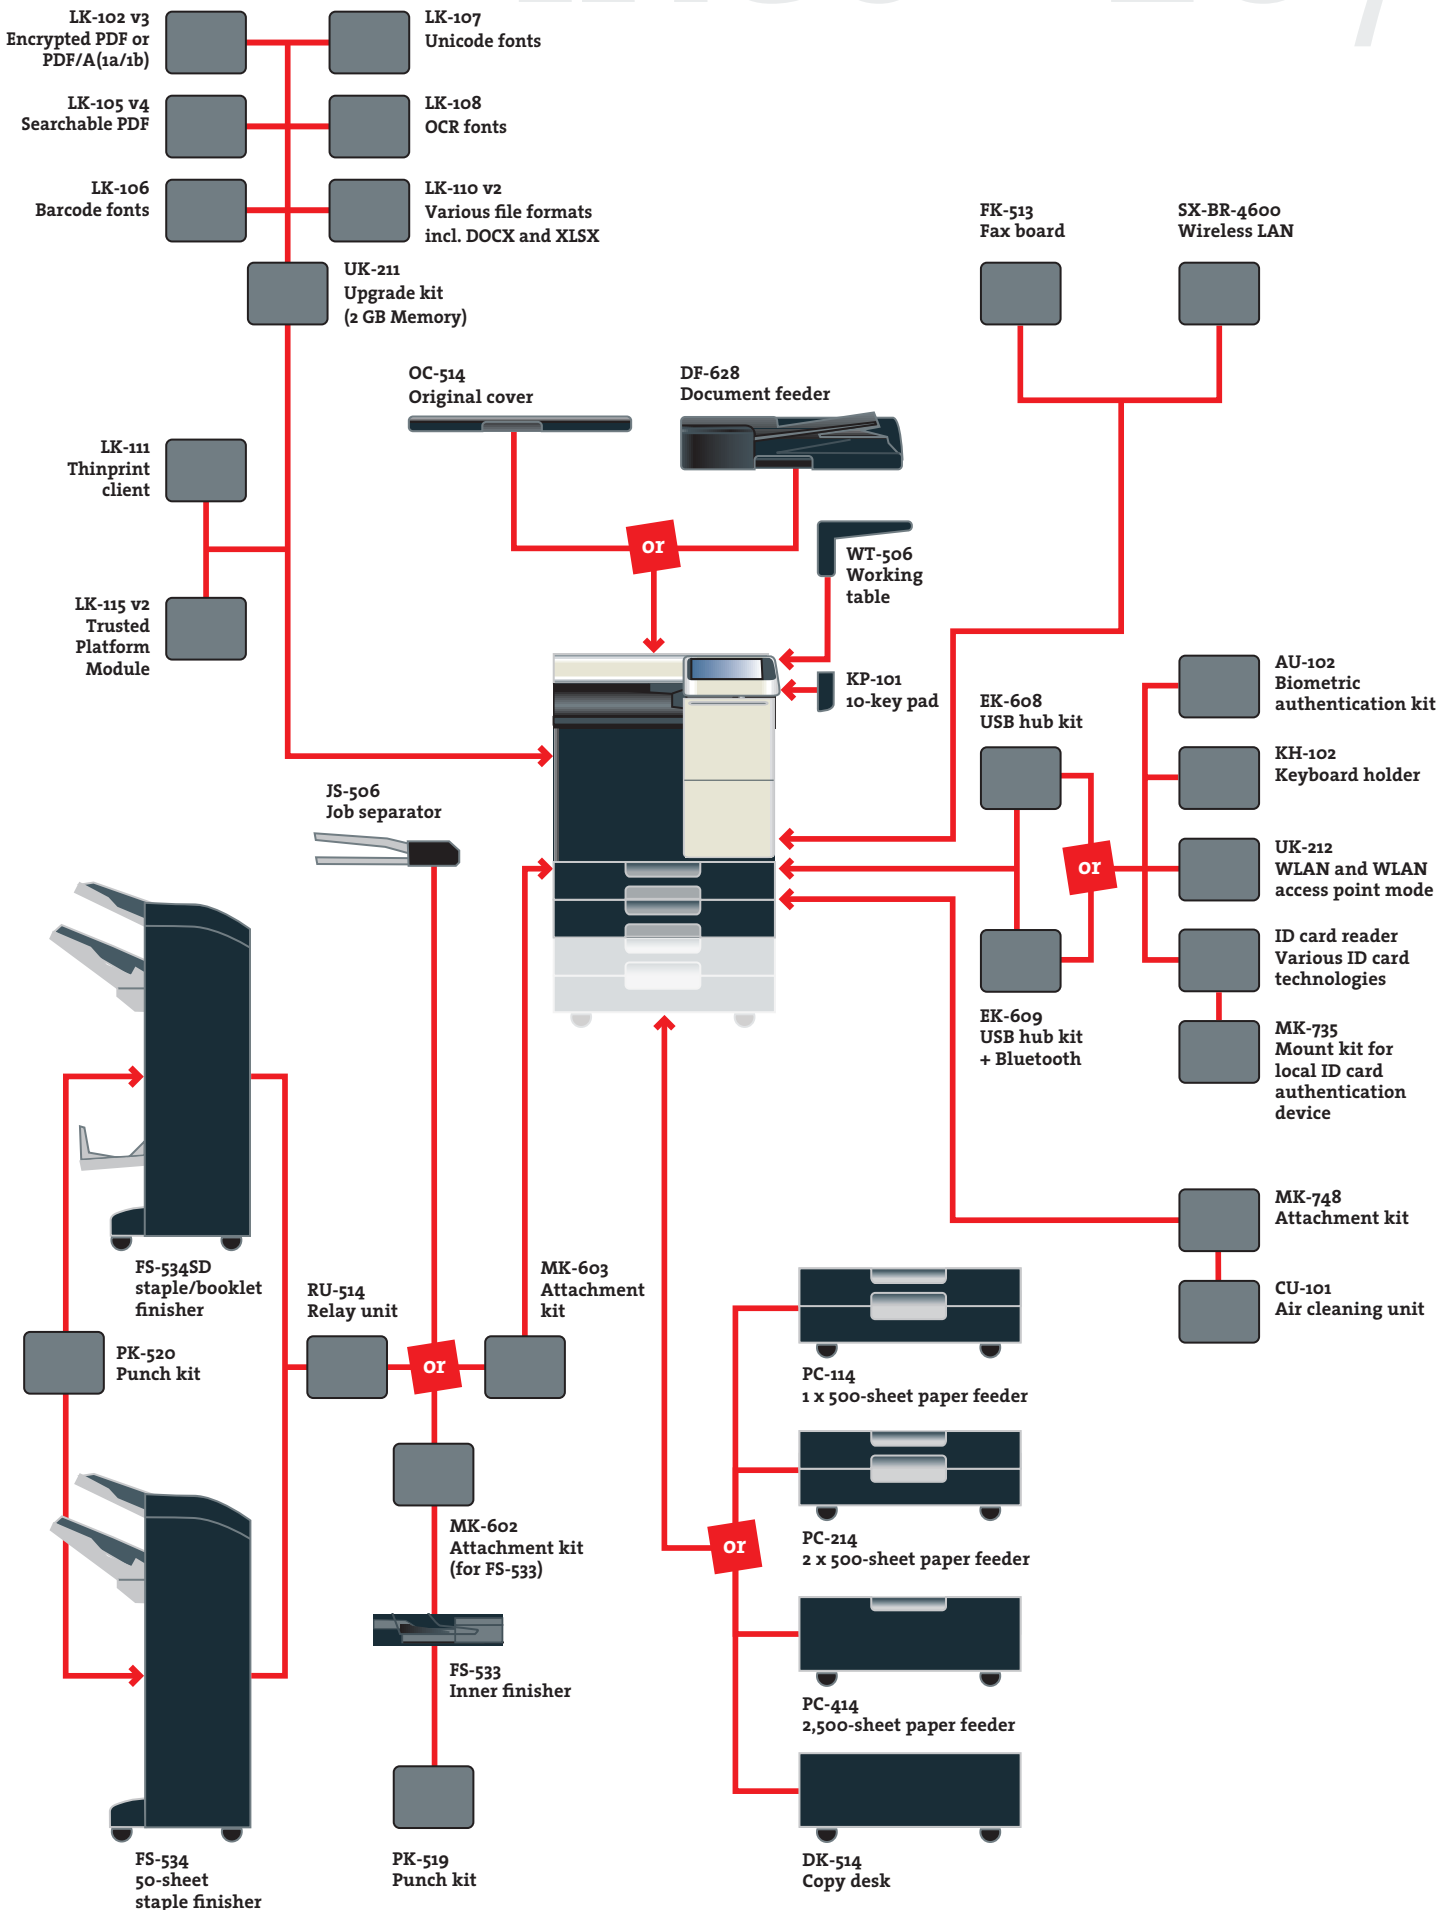 LK-102 v3
Encrypted PDF or
PDF/A(1a/1b)
LK-107
Unicode fonts
LK-105 v4
Searchable PDF
LK-108
OCR fonts
LK-106
Barcode fonts
LK-110 v2
Various file formats
incl. DOCX and XLSX
UK-211
Upgrade kit
(2 GB Memory)
FK-513
Fax board
SX-BR-4600
Wireless LAN
OC-514
Original cover
DF-628
Document feeder
LK-111
Thinprint
client
or
WT-506
Working
table
LK-115 v2
Trusted
Platform
Module
KP-101
10-key pad
EK-608
USB hub kit
AU-102
Biometric
authentication kit
KH-102
Keyboard holder
JS-506
Job separator
or
UK-212
WLAN and WLAN
access point mode
ID card reader
Various ID card
technologies
EK-609
USB hub kit
+ Bluetooth
MK-735
Mount kit for
local ID card
authentication
device
MK-748
Attachment kit
CU-101
Air cleaning unit
FS-534SD
staple/booklet
finisher
RU-514
Relay unit
MK-603
Attachment
kit
PK-520
Punch kit
or
PC-114
1 x 500-sheet paper feeder
MK-602
Attachment kit
(for FS-533)
or
PC-214
2 x 500-sheet paper feeder
FS-533
Inner finisher
PC-414
2,500-sheet paper feeder
FS-534
50-sheet
staple finisher
PK-519
Punch kit
DK-514
Copy desk